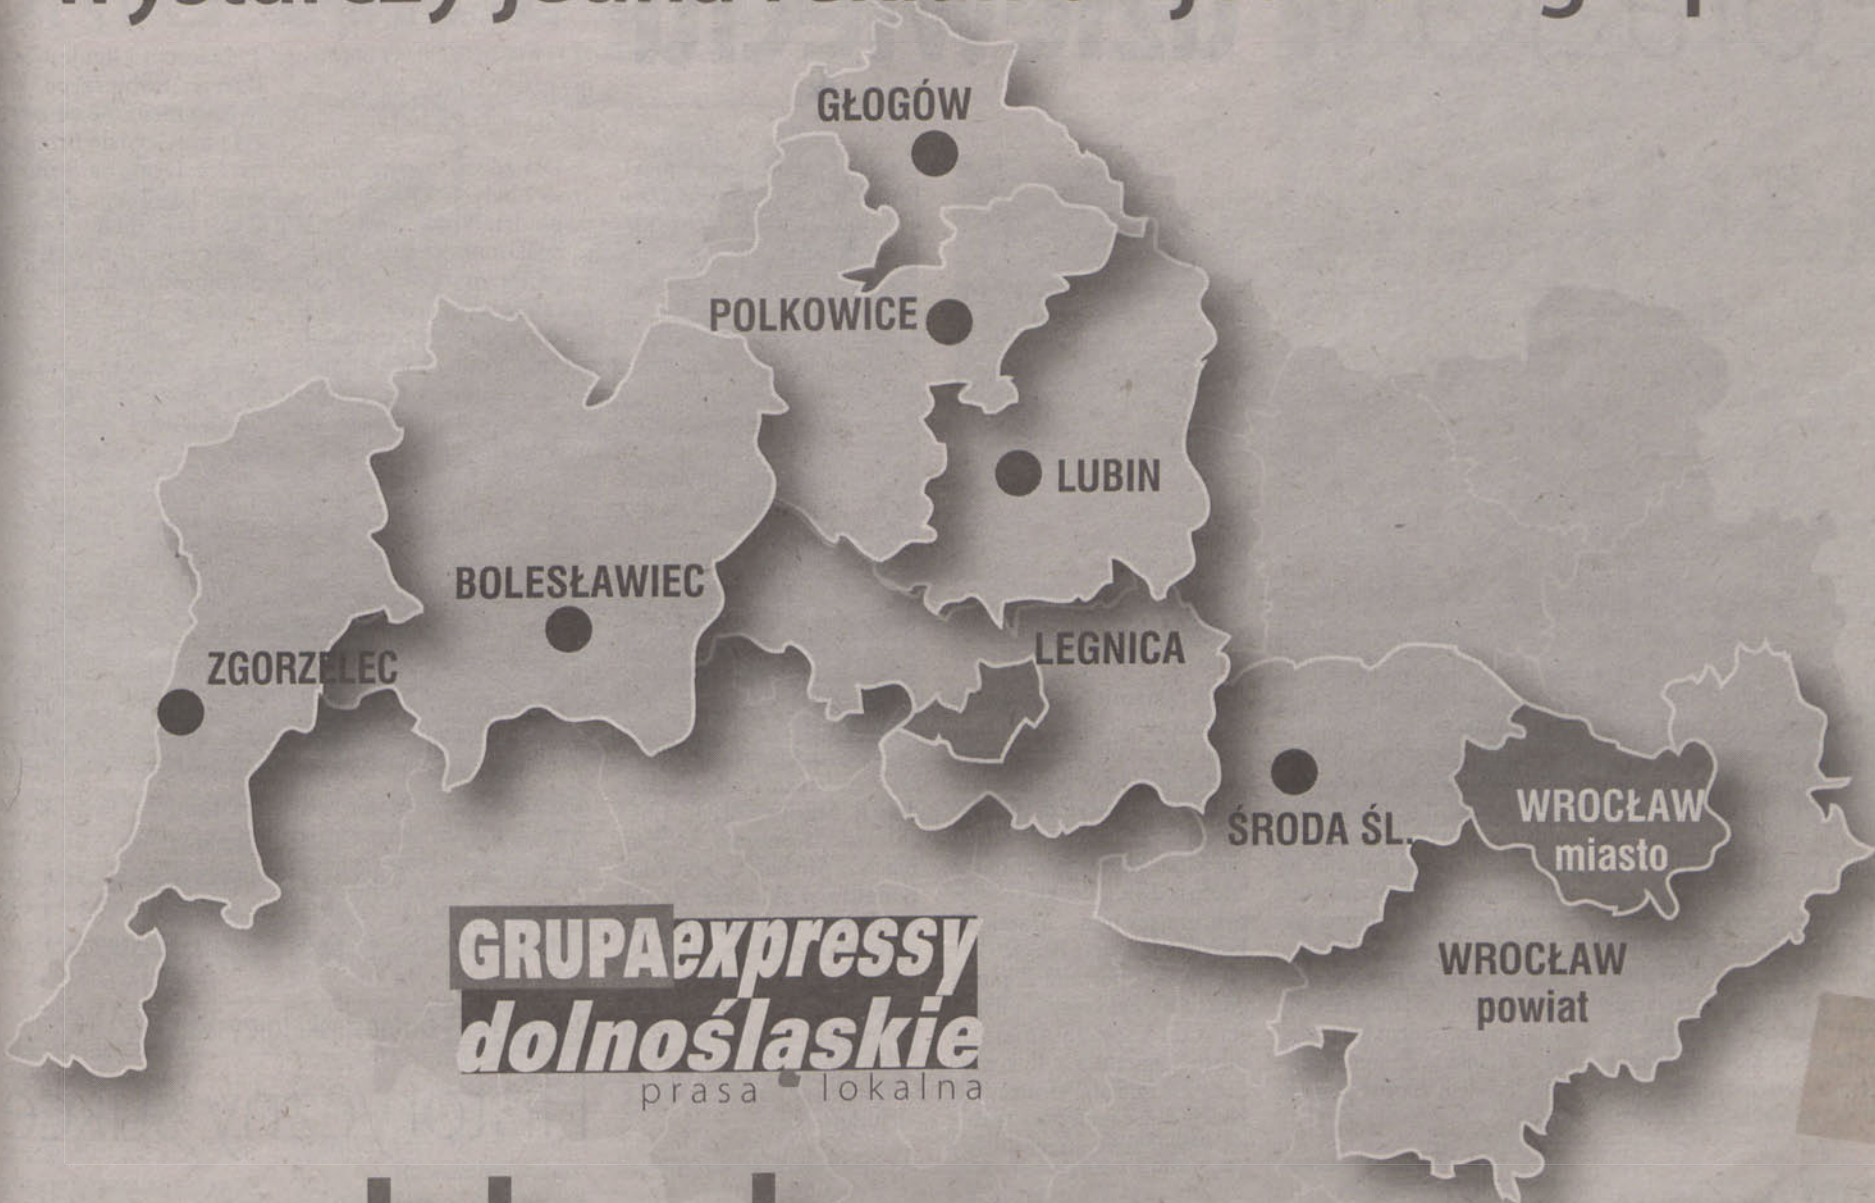 GŁOGÓW
POLKOWICE
LUBIN
BOLESŁAWIEC
LEGNICA
ZGORZELEC
WROCŁAW
miasto
ŚRODA ŚL.
GRUPAexpressy
dolnośląskie
prasa lokalna
WROCŁAW
powiat